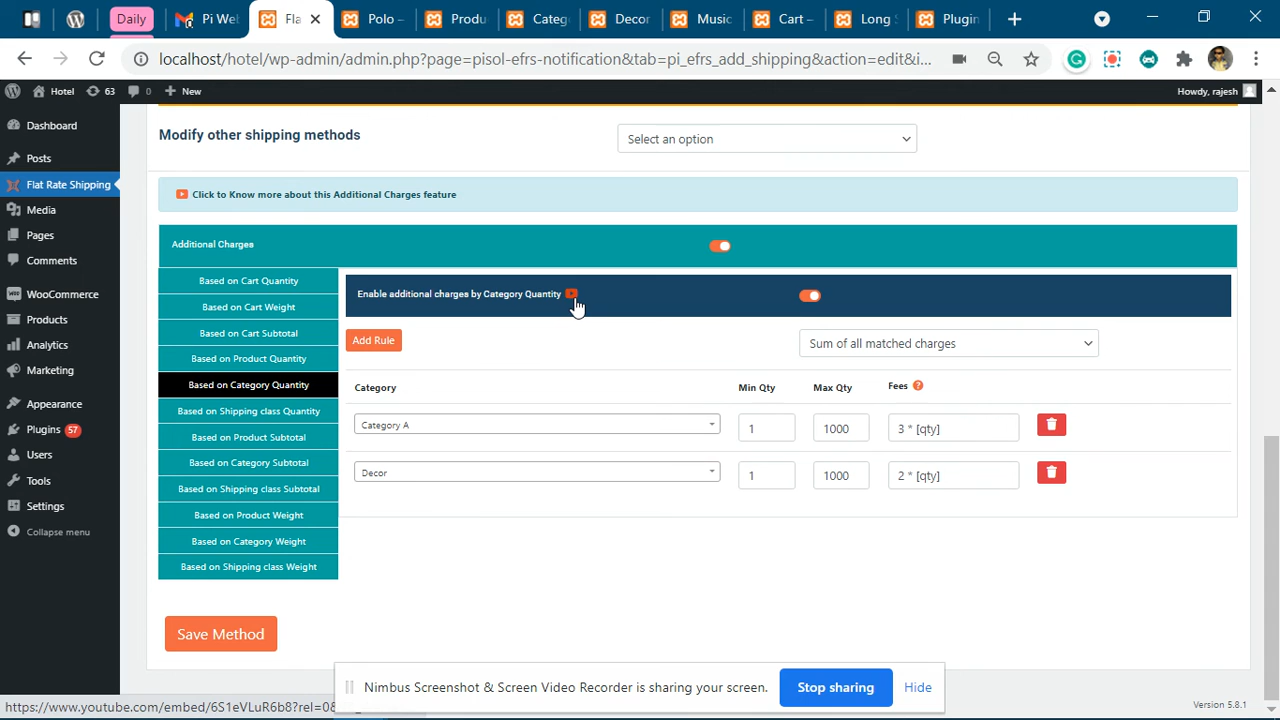 Daily
Pi We
Fla
Polo –
Produ
Categ
Decor
Music
Cart –
Long S
Plugin
localhost/hotel/wp-admin/admin.php?page=pisol-efrs-notification&tab=pi_efrs_add_shipping&action=edit&i...
Hotel
63
0
New
Howdy, rajesh
Dashboard
Posts
Flat Rate Shipping
Media
Pages
Comments
WooCommerce
Products
Analytics
Marketing
Appearance
Plugins 57
Users
Tools
Settings
Collapse menu
Modify other shipping methods
Select an option
Click to Know more about this Additional Charges feature
Additional Charges
Based on Cart Quantity
Based on Cart Weight
Based on Cart Subtotal
Based on Product Quantity
Based on Category Quantity
Based on Shipping class Quantity
Based on Product Subtotal
Based on Category Subtotal
Based on Shipping class Subtotal
Based on Product Weight
Based on Category Weight
Based on Shipping class Weight
Enable additional charges by Category Quantity
Add Rule
Sum of all matched charges
Category Min Qty Max Qty Fees ?
Category A 1 1000 3 * [qty]
Decor 1 1000 2 * [qty]
Save Method
Nimbus Screenshot & Screen Video Recorder is sharing your screen. Stop sharing Hide
https://www.youtube.com/embed/6S1eVLuR6b8?rel=0&
Version 5.8.1